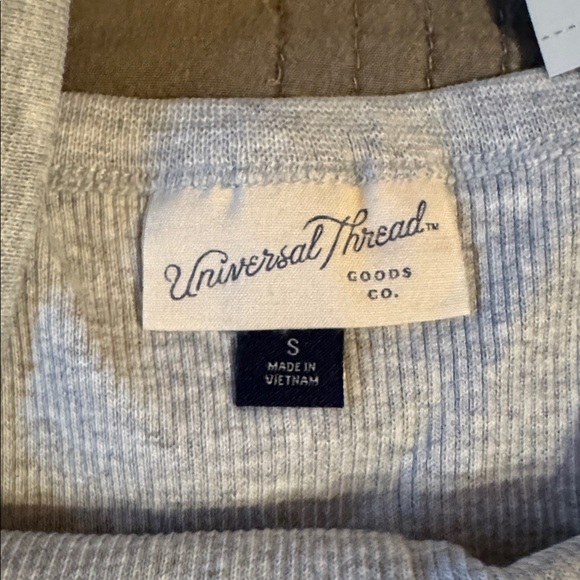 Universal Thread™
GOODS
CO.
S
MADE IN
VIETNAM